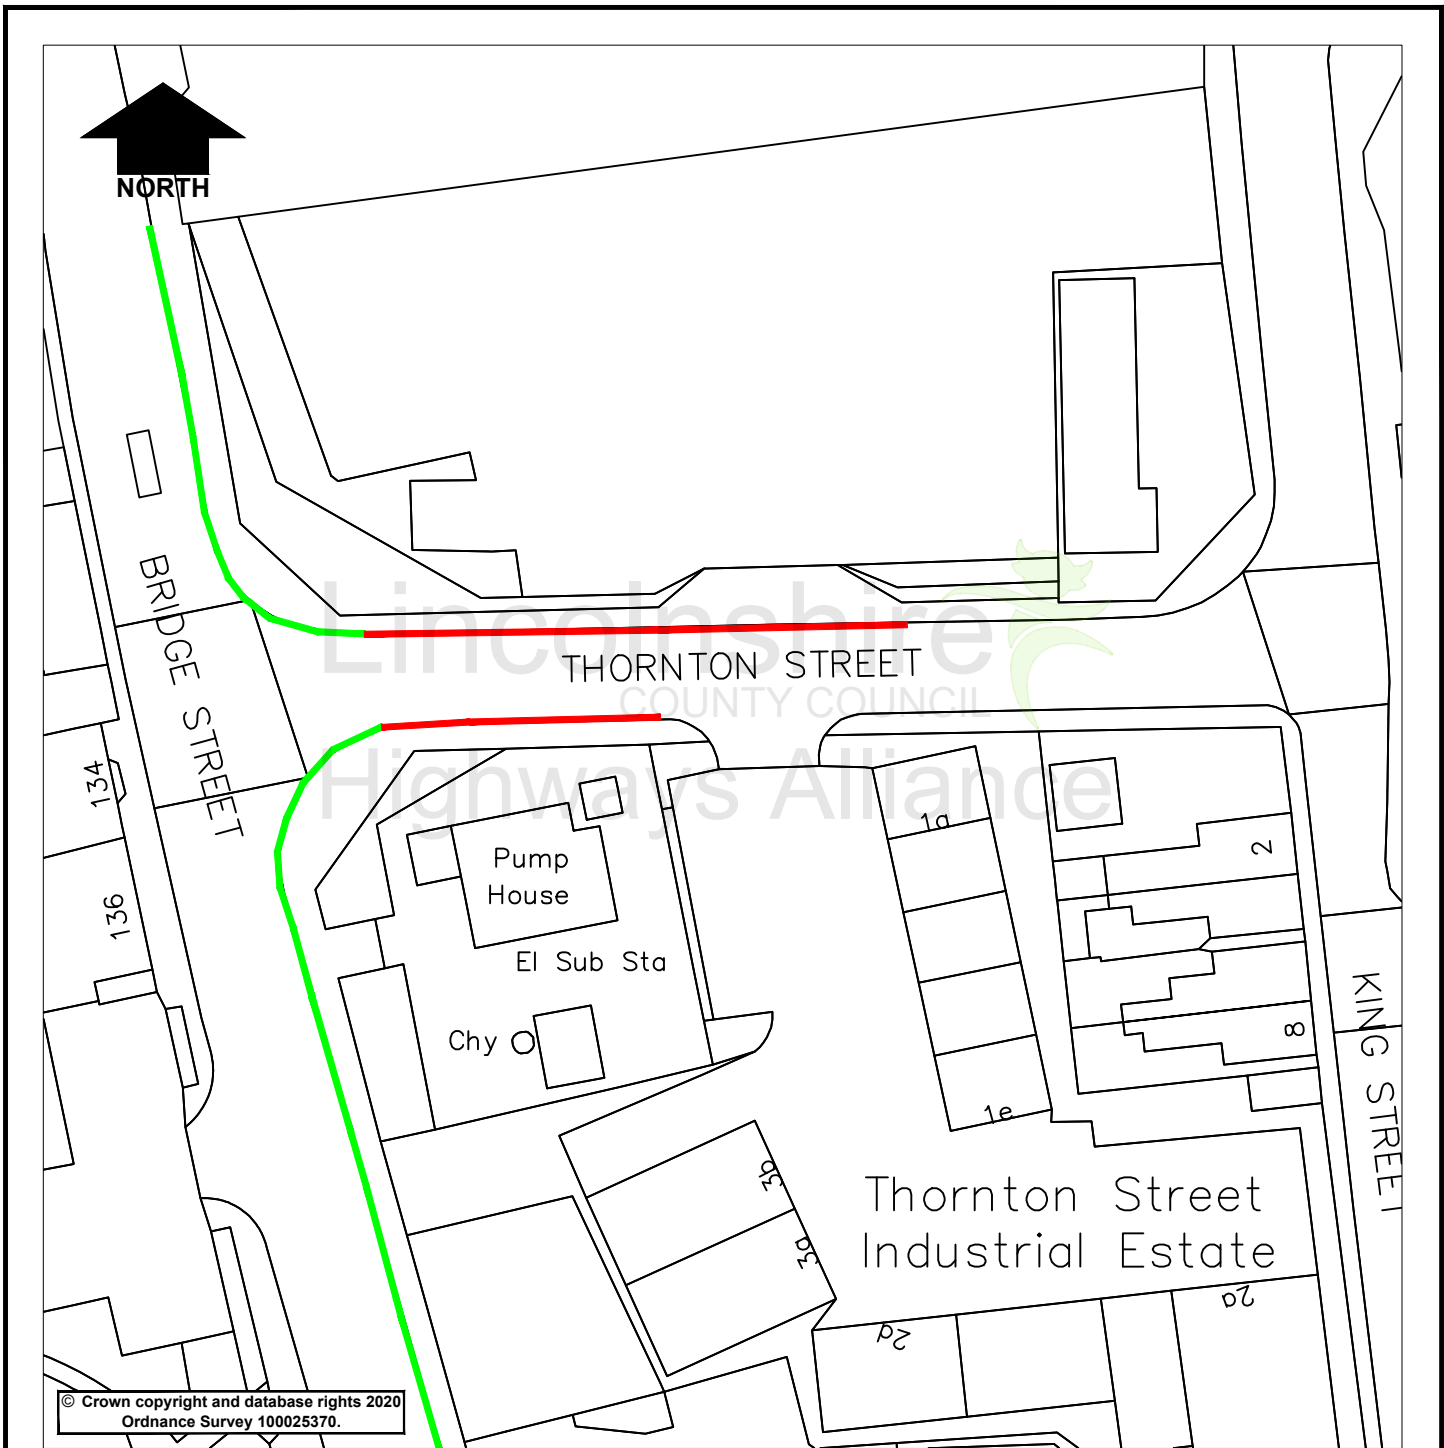 NORTH
BRIDGE STREET
Lincolnshire
THORNTON STREET
COUNTY COUNCIL
Highways Alliance
134
136
Pump
House
El Sub Sta
Chy
1a
1e
2
8
KING STREET
3b
3a
Thornton Street
Industrial Estate
2d
2a
© Crown copyright and database rights 2020
Ordnance Survey 100025370.